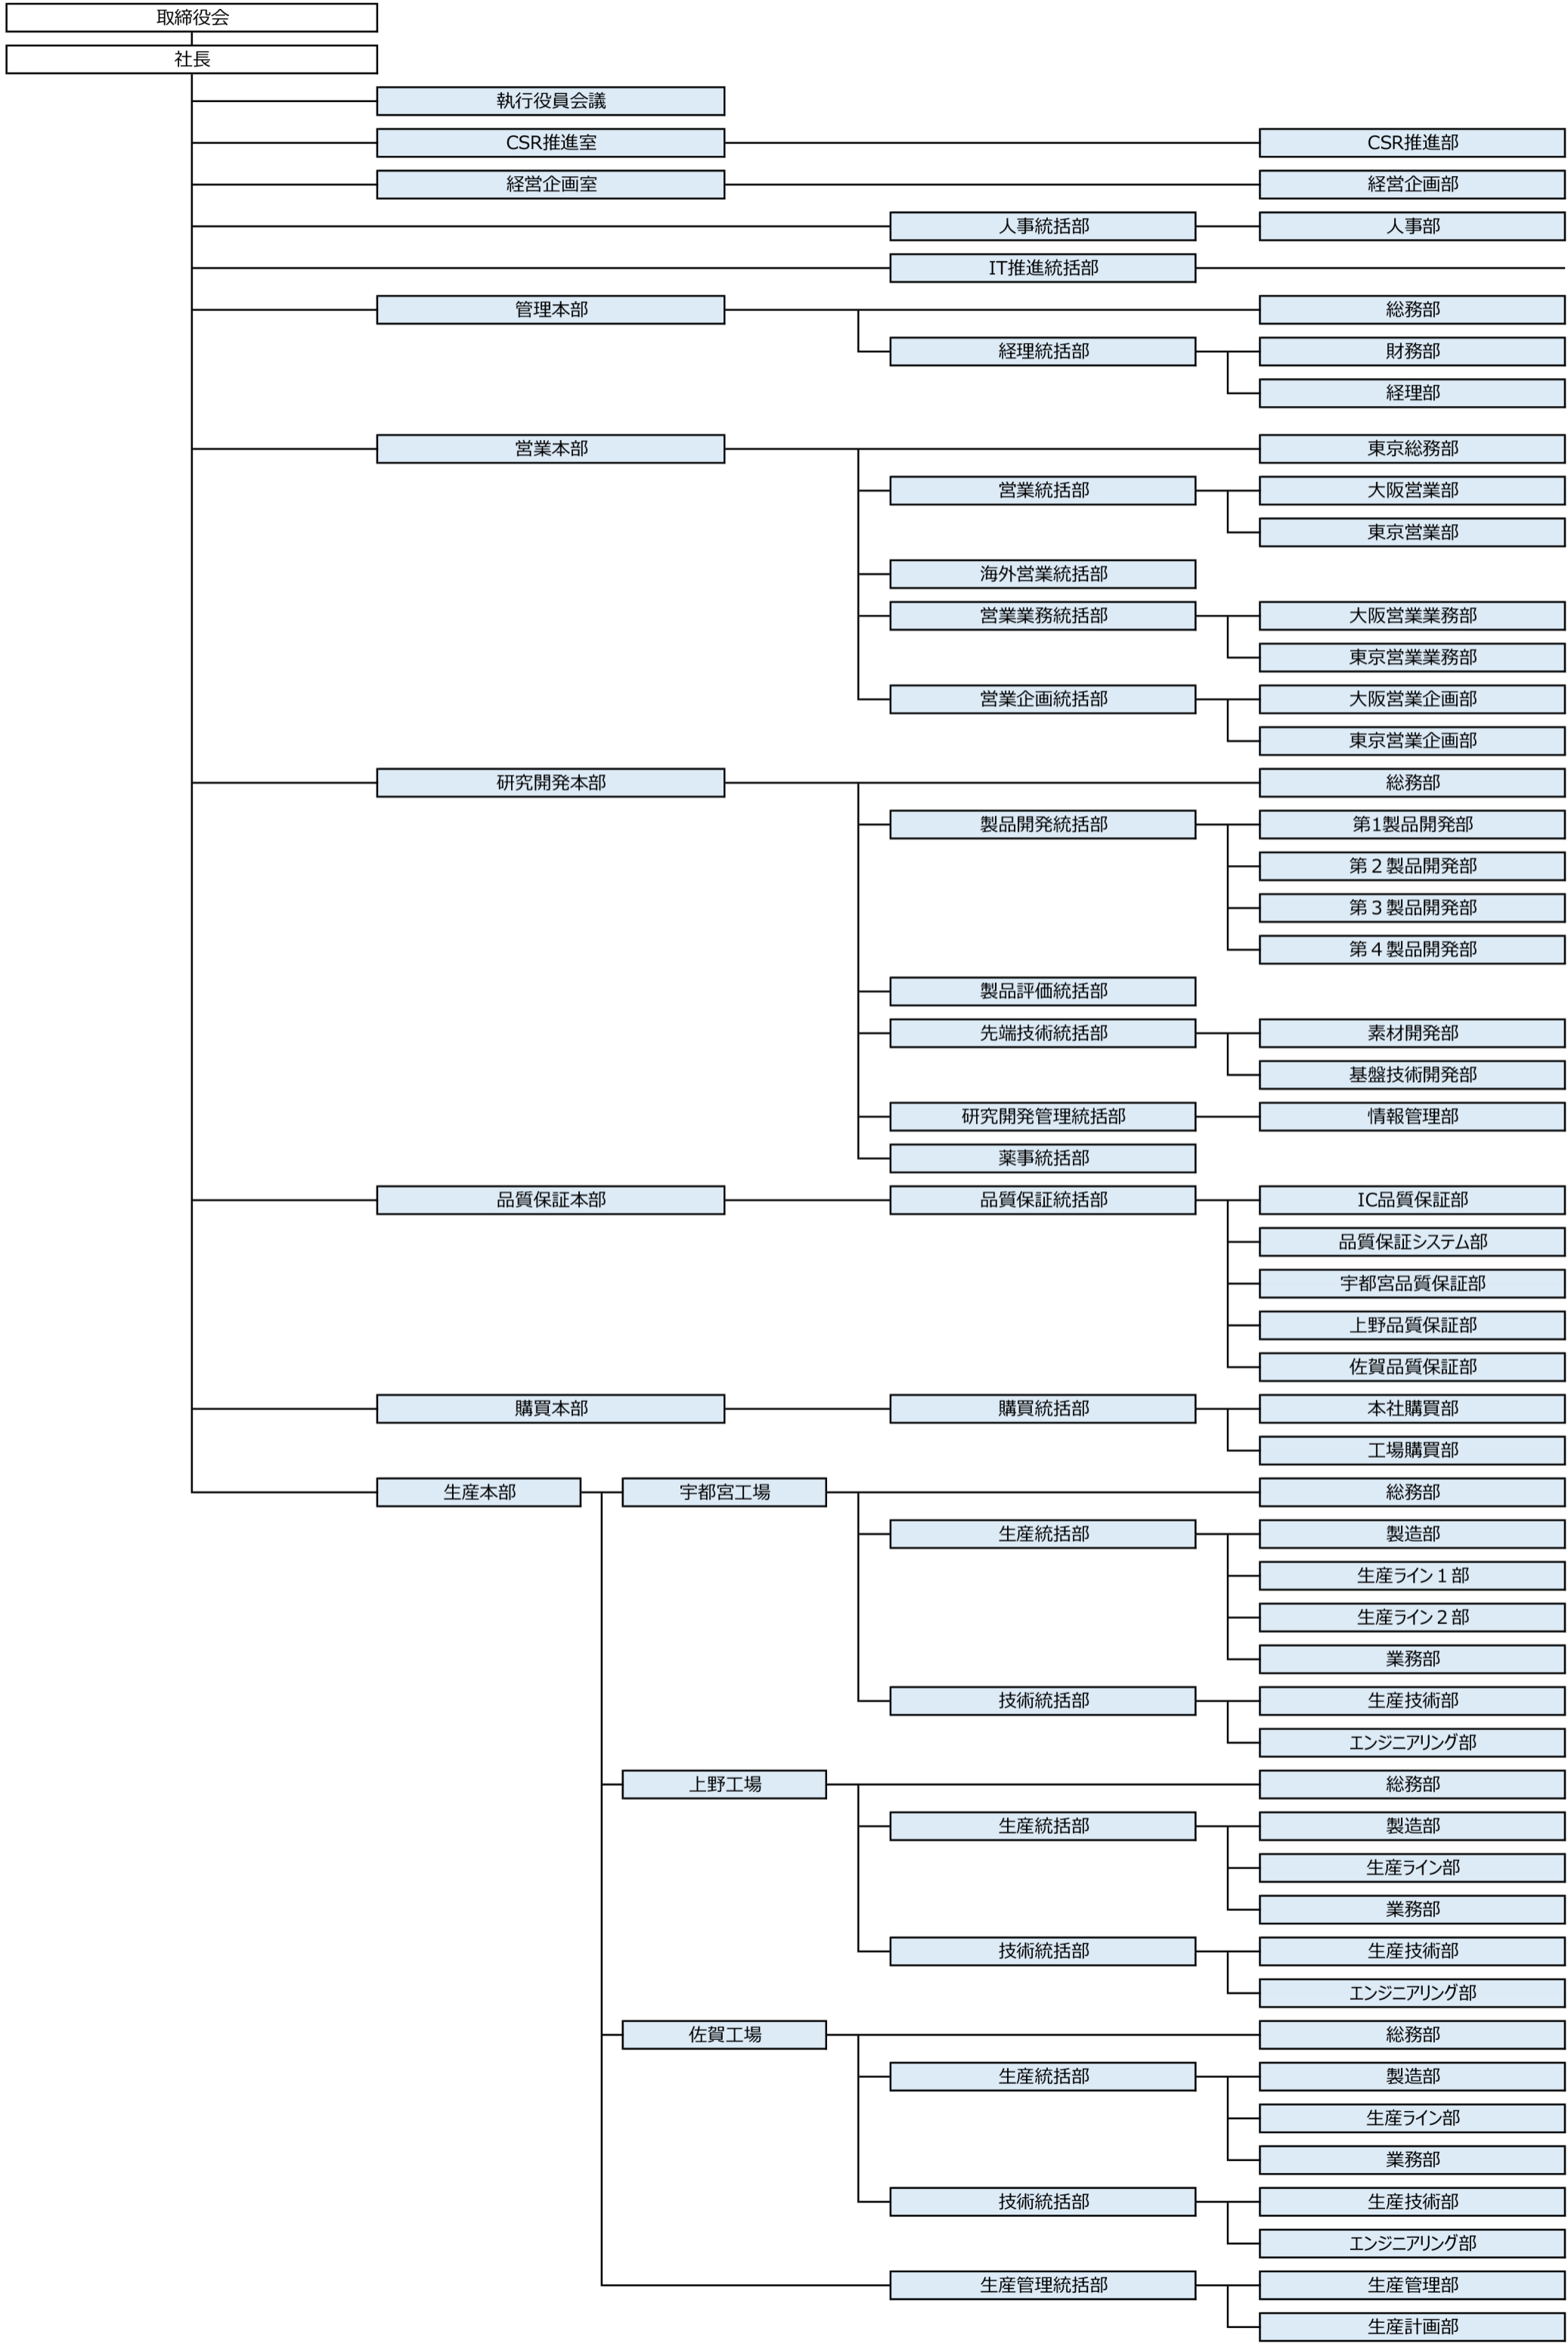 取締役会
社長
執行役員会議
CSR推進室
CSR推進部
経営企画室
経営企画部
人事統括部
人事部
IT推進統括部
管理本部
総務部
経理統括部
財務部
経理部
営業本部
東京総務部
営業統括部
大阪営業部
東京営業部
海外営業統括部
営業業務統括部
大阪営業業務部
東京営業業務部
営業企画統括部
大阪営業企画部
東京営業企画部
研究開発本部
総務部
製品開発統括部
第1製品開発部
第２製品開発部
第３製品開発部
第４製品開発部
製品評価統括部
先端技術統括部
素材開発部
基盤技術開発部
研究開発管理統括部
情報管理部
薬事統括部
品質保証本部
品質保証統括部
IC品質保証部
品質保証システム部
宇都宮品質保証部
上野品質保証部
佐賀品質保証部
購買本部
購買統括部
本社購買部
工場購買部
生産本部
宇都宮工場
総務部
生産統括部
製造部
生産ライン１部
生産ライン２部
業務部
技術統括部
生産技術部
エンジニアリング部
上野工場
総務部
生産統括部
製造部
生産ライン部
業務部
技術統括部
生産技術部
エンジニアリング部
佐賀工場
総務部
生産統括部
製造部
生産ライン部
業務部
技術統括部
生産技術部
エンジニアリング部
生産管理統括部
生産管理部
生産計画部